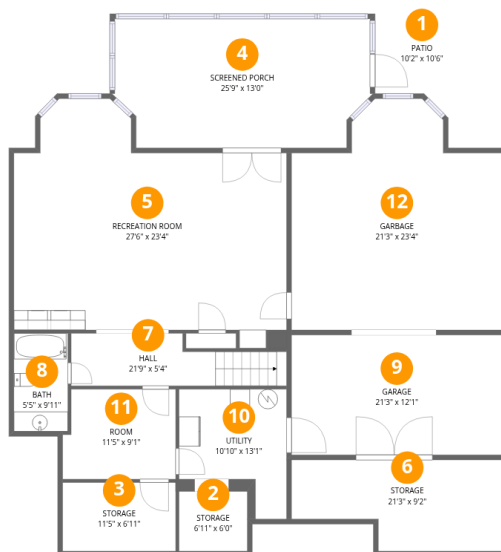 1
PATIO
10'2" x 10'6"
4
SCREENED PORCH
25'9" x 13'0"
5
RECREATION ROOM
27'6" x 23'4"
12
GARBAGE
21'3" x 23'4"
7
HALL
21'9" x 5'4"
8
BATH
5'5" x 9'11"
9
GARAGE
21'3" x 12'1"
11
ROOM
11'5" x 9'1"
10
UTILITY
10'10" x 13'1"
6
STORAGE
21'3" x 9'2"
3
STORAGE
11'5" x 6'11"
2
STORAGE
6'11" x 6'0"